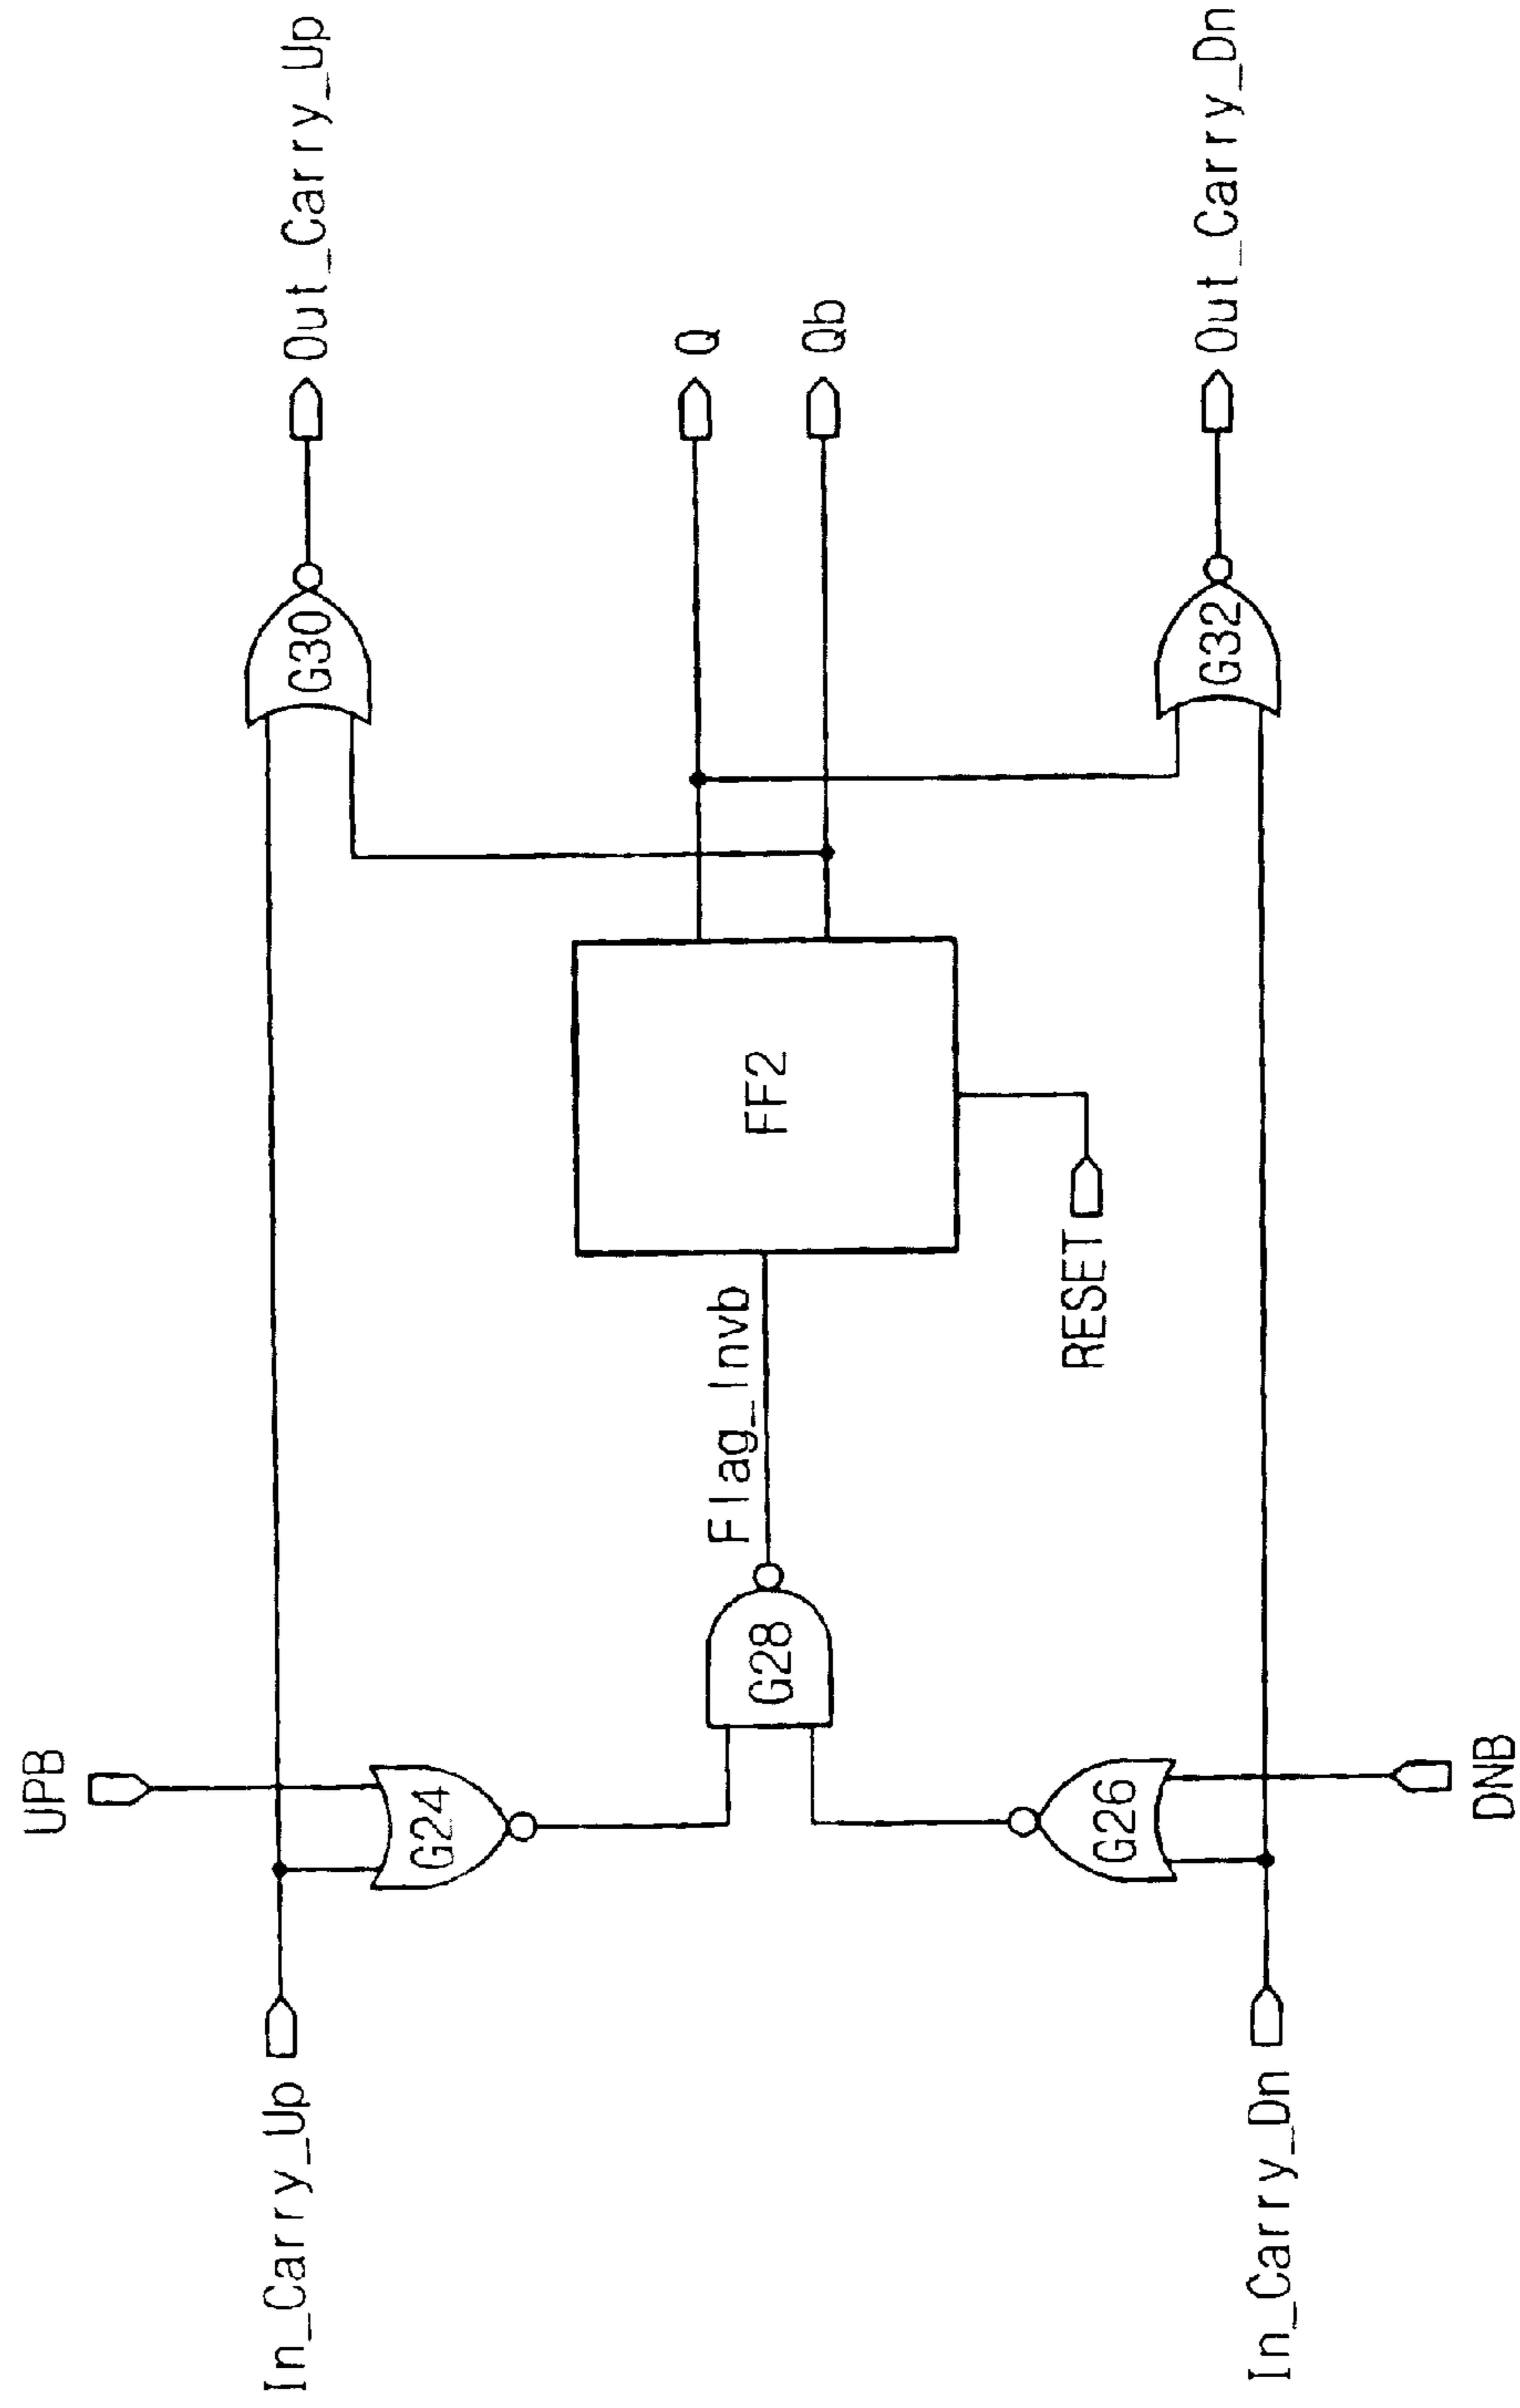 UPB
In_Carry_Up
Out_Carry_Up
G24
G30
Q
G28
Flag_Invb
FF2
Qb
RESET
G26
G32
In_Carry_Dn
Out_Carry_Dn
DNB